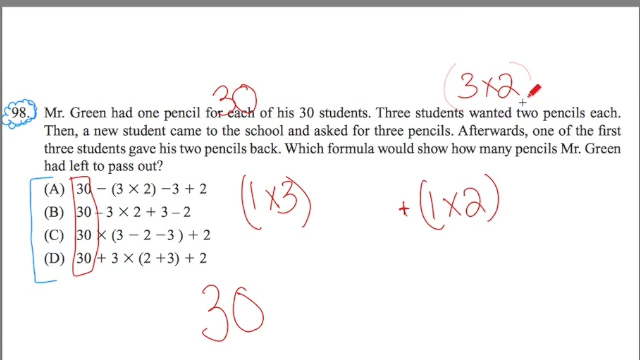 30
(3 × 2)
98. Mr. Green had one pencil for each of his 30 students. Three students wanted two pencils each.
Then, a new student came to the school and asked for three pencils. Afterwards, one of the first
three students gave his two pencils back. Which formula would show how many pencils Mr. Green
had left to pass out?
(A) 30 − (3 × 2) −3 + 2
(B) 30 − 3 × 2 + 3 − 2
(C) 30 × (3 − 2 −3 ) + 2
(D) 30 + 3 × (2 +3) + 2
(1×3)
+(1×2)
30